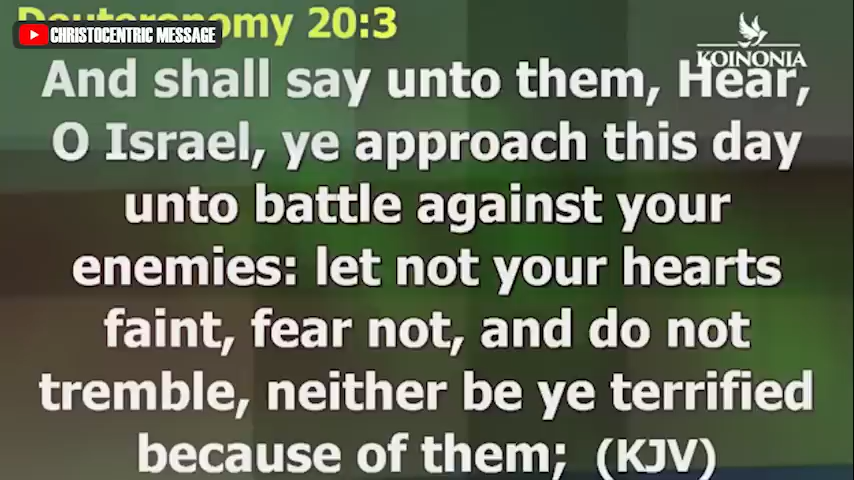 Deuteronomy 20:3
CHRISTOCENTRIC MESSAGE
KOINONIA
And shall say unto them, Hear,
O Israel, ye approach this day
unto battle against your
enemies: let not your hearts
faint, fear not, and do not
tremble, neither be ye terrified
because of them; (KJV)